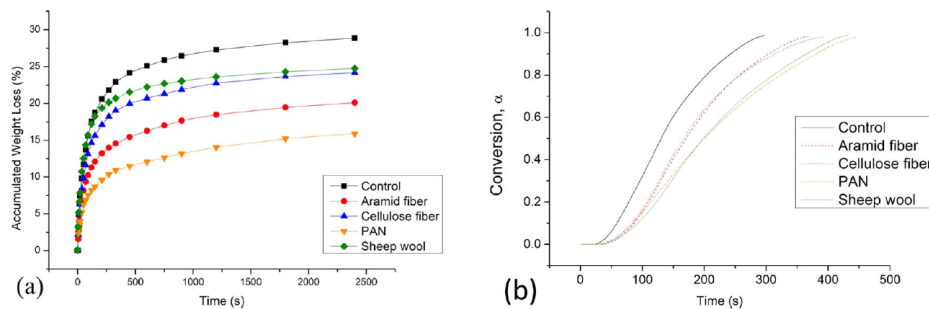 Accumulated Weight Loss (%)
30
25
20
15
10
5
0
Control
Aramid fiber
Cellulose fiber
PAN
Sheep wool
0
500
1000
1500
2000
2500
Time (s)
(a)
Conversion, α
1.0
0.8
0.6
0.4
0.2
0.0
Control
Aramid fiber
Cellulose fiber
PAN
Sheep wool
0
100
200
300
400
500
Time (s)
(b)